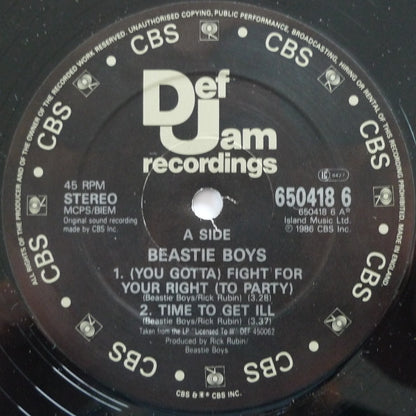 ALL RIGHTS OF THE PRODUCER AND OF THE OWNER OF THE RECORDED WORK RESERVED. UNAUTHORISED COPYING, PUBLIC PERFORMANCE, BROADCASTING, HIRING OR RENTAL OF THIS RECORDING PROHIBITED. MADE IN ENGLAND
CBS
CBS
CBS
CBS
CBS
CBS
CBS
CBS
Def
Jam
recordings
45 RPM
STEREO
MCPS/BIEM
Original sound recording
made by CBS Inc.
650418 6
650418 6 A
Island Music Ltd.
℗ 1986 CBS Inc.
A SIDE
BEASTIE BOYS
1. (YOU GOTTA) FIGHT FOR
YOUR RIGHT (TO PARTY)
(Beastie Boys/Rick Rubin) (3.28)
2. TIME TO GET ILL
(Beastie Boys/Rick Rubin) (3.37)
Taken from the LP: "Licensed To Ill" DEF 450062
Produced by Rick Rubin/
Beastie Boys
CBS & ® CBS INC.